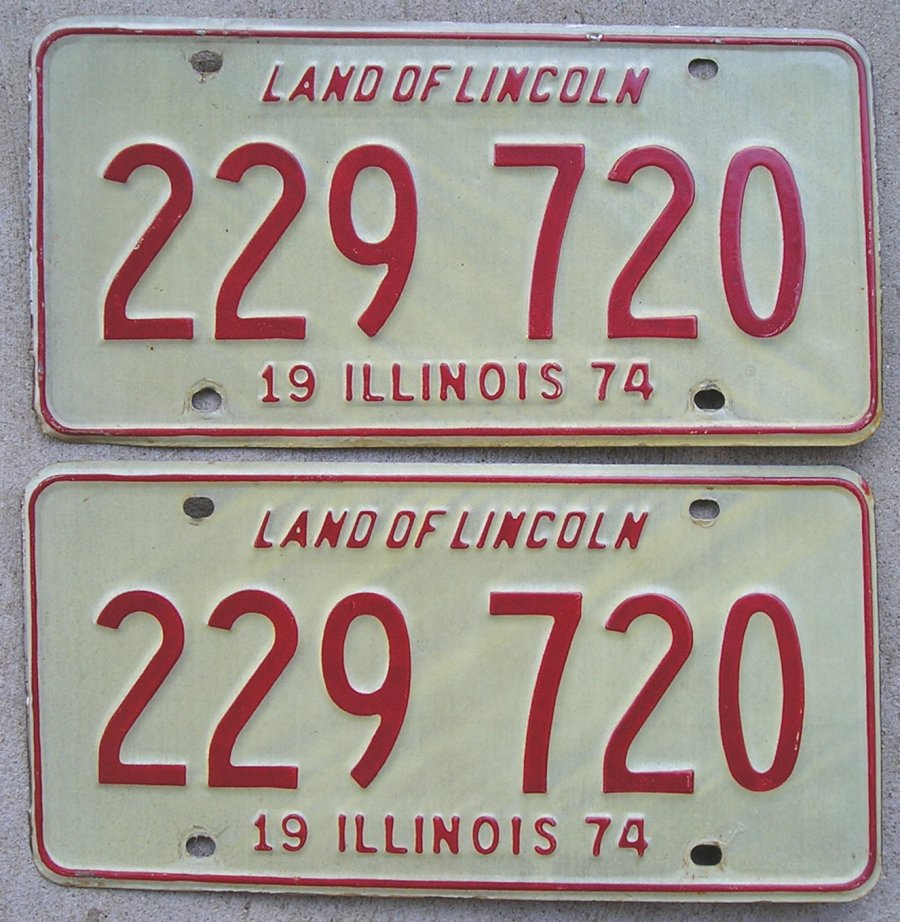 LAND OF LINCOLN
229 720
19 ILLINOIS 74
LAND OF LINCOLN
229 720
19 ILLINOIS 74